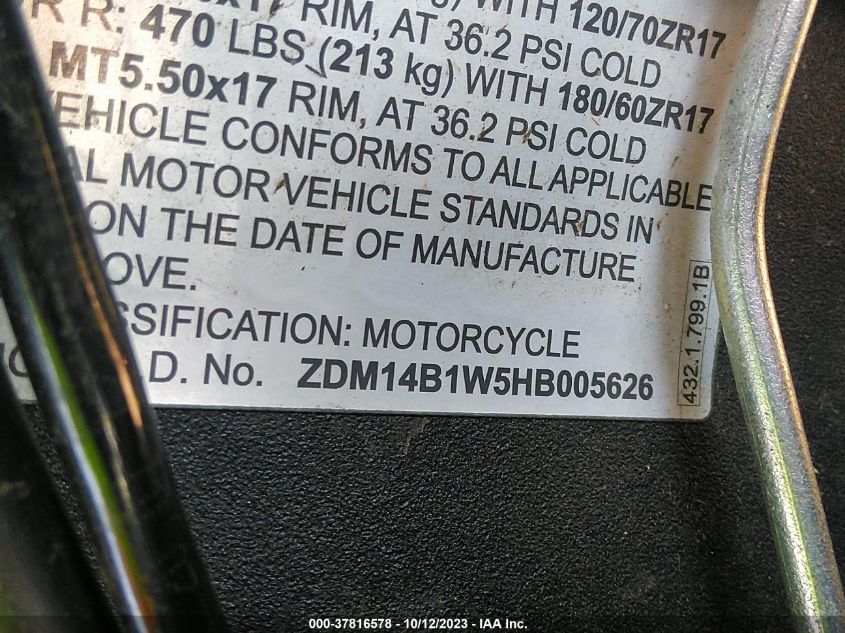 RIM, AT 36.2 PSI COLD
WITH 120/70ZR17
R: 470 LBS (213 kg) WITH 180/60ZR17
MT5.50x17 RIM, AT 36.2 PSI COLD
EHICLE CONFORMS TO ALL APPLICABLE
AL MOTOR VEHICLE STANDARDS IN
ON THE DATE OF MANUFACTURE
OVE.
SSIFICATION: MOTORCYCLE
.D. No. ZDM14B1W5HB005626
432.1.799.1B
000-37816578 - 10/12/2023 - IAA Inc.